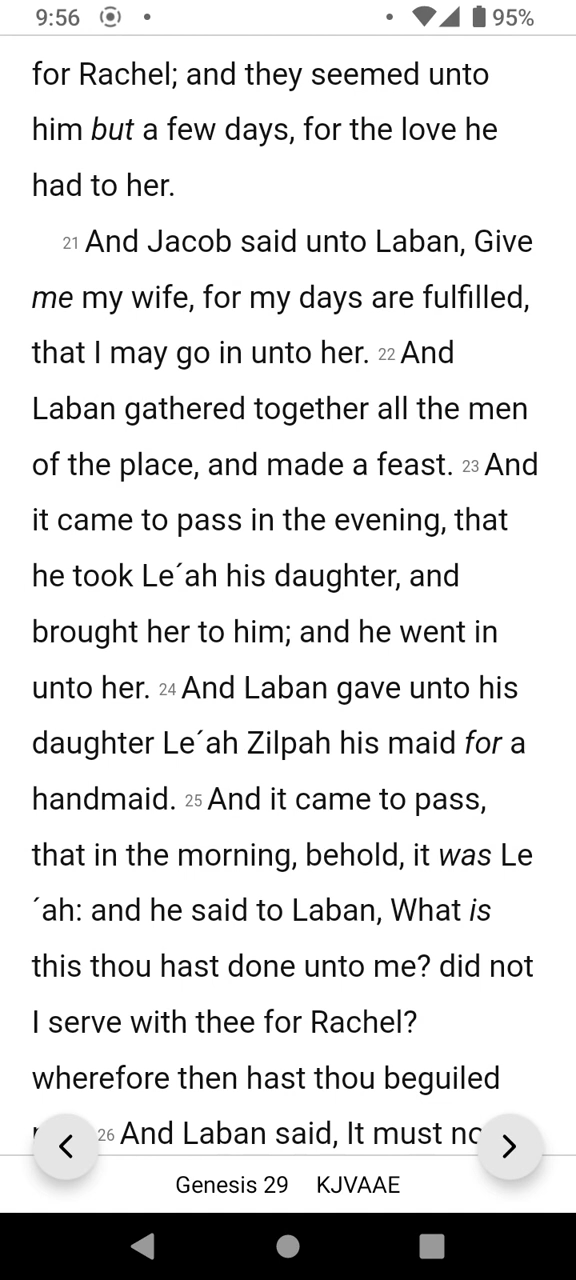 9:56
95%
for Rachel; and they seemed unto
him but a few days, for the love he
had to her.
21 And Jacob said unto Laban, Give
me my wife, for my days are fulfilled,
that I may go in unto her. 22 And
Laban gathered together all the men
of the place, and made a feast. 23 And
it came to pass in the evening, that
he took Le´ah his daughter, and
brought her to him; and he went in
unto her. 24 And Laban gave unto his
daughter Le´ah Zilpah his maid for a
handmaid. 25 And it came to pass,
that in the morning, behold, it was Le
´ah: and he said to Laban, What is
this thou hast done unto me? did not
I serve with thee for Rachel?
wherefore then hast thou beguiled
26 And Laban said, It must
Genesis 29 KJVAAE